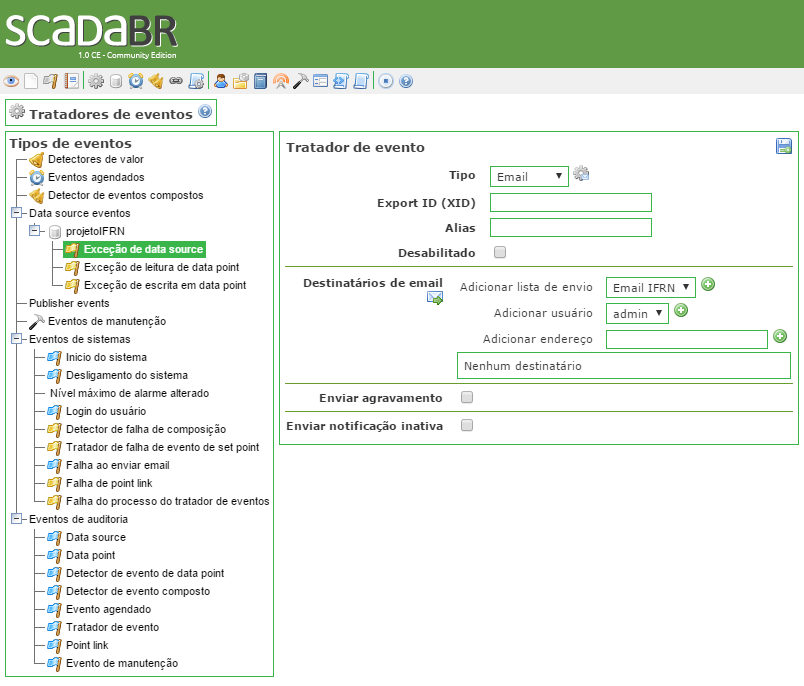 SCADABR
1.0 CE - Community Edition
Tratadores de eventos
Tipos de eventos
Detectores de valor
Eventos agendados
Detector de eventos compostos
Data source eventos
projetoIFRN
Exceção de data source
Exceção de leitura de data point
Exceção de escrita em data point
Publisher events
Eventos de manutenção
Eventos de sistemas
Inicio do sistema
Desligamento do sistema
Nível máximo de alarme alterado
Login do usuário
Detector de falha de composição
Tratador de falha de evento de set point
Falha ao enviar email
Falha de point link
Falha do processo do tratador de eventos
Eventos de auditoria
Data source
Data point
Detector de evento de data point
Detector de evento composto
Evento agendado
Tratador de evento
Point link
Evento de manutenção
Tratador de evento
Tipo Email
Export ID (XID)
Alias
Desabilitado
Destinatários de email Adicionar lista de envio Email IFRN
Adicionar usuário admin
Adicionar endereço
Nenhum destinatário
Enviar agravamento
Enviar notificação inativa